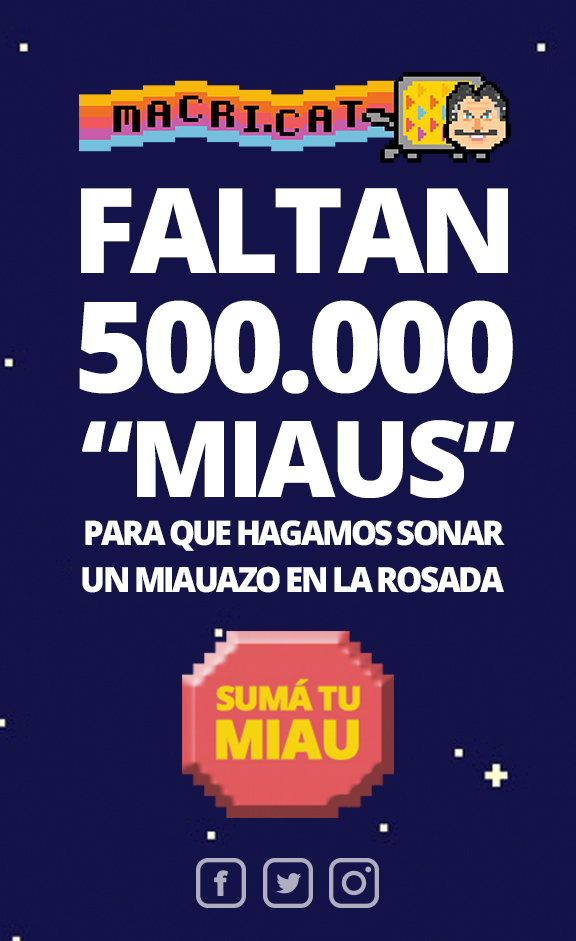 MACRI.CAT
FALTAN
500.000
“MIAUS”
PARA QUE HAGAMOS SONAR
UN MIAUAZO EN LA ROSADA
SUMÁ TU
MIAU